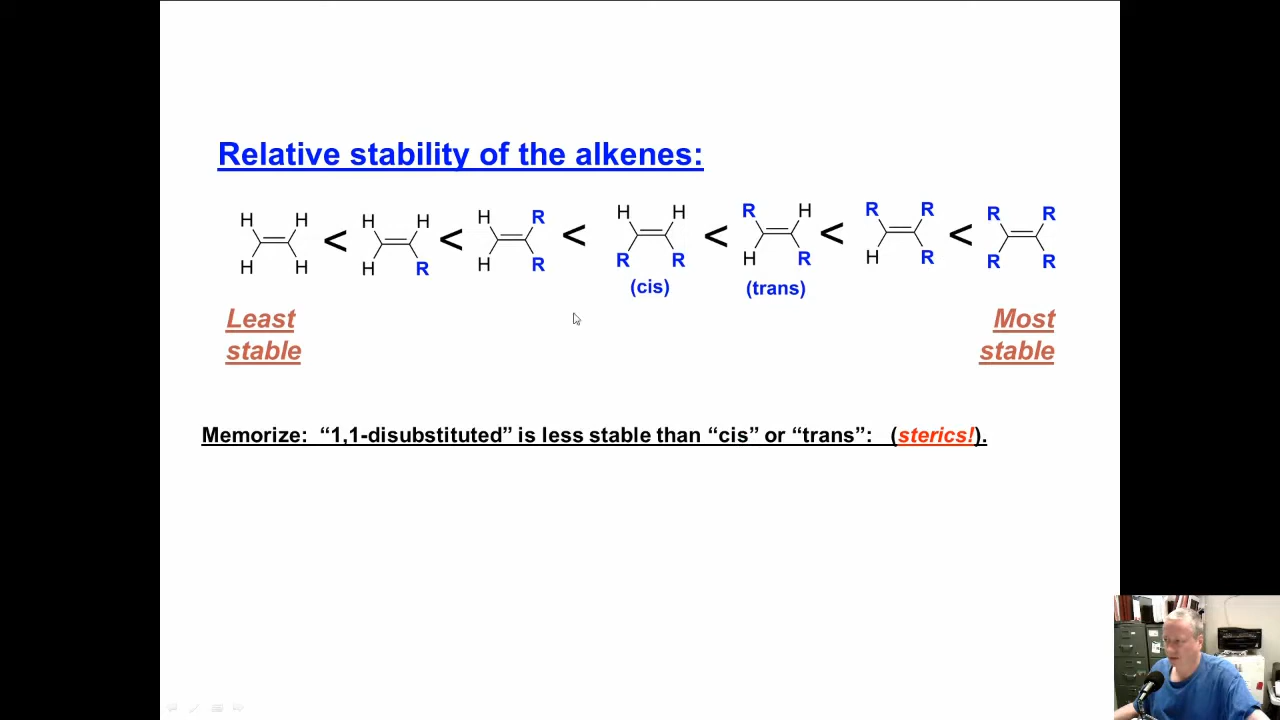 Relative stability of the alkenes:
H H H H < H H H R < H R H R < H H R R < R H H R < R R H R < R R R R
(cis) (trans)
Least Most
stable stable
Memorize: “1,1-disubstituted” is less stable than “cis” or “trans”: (sterics!).